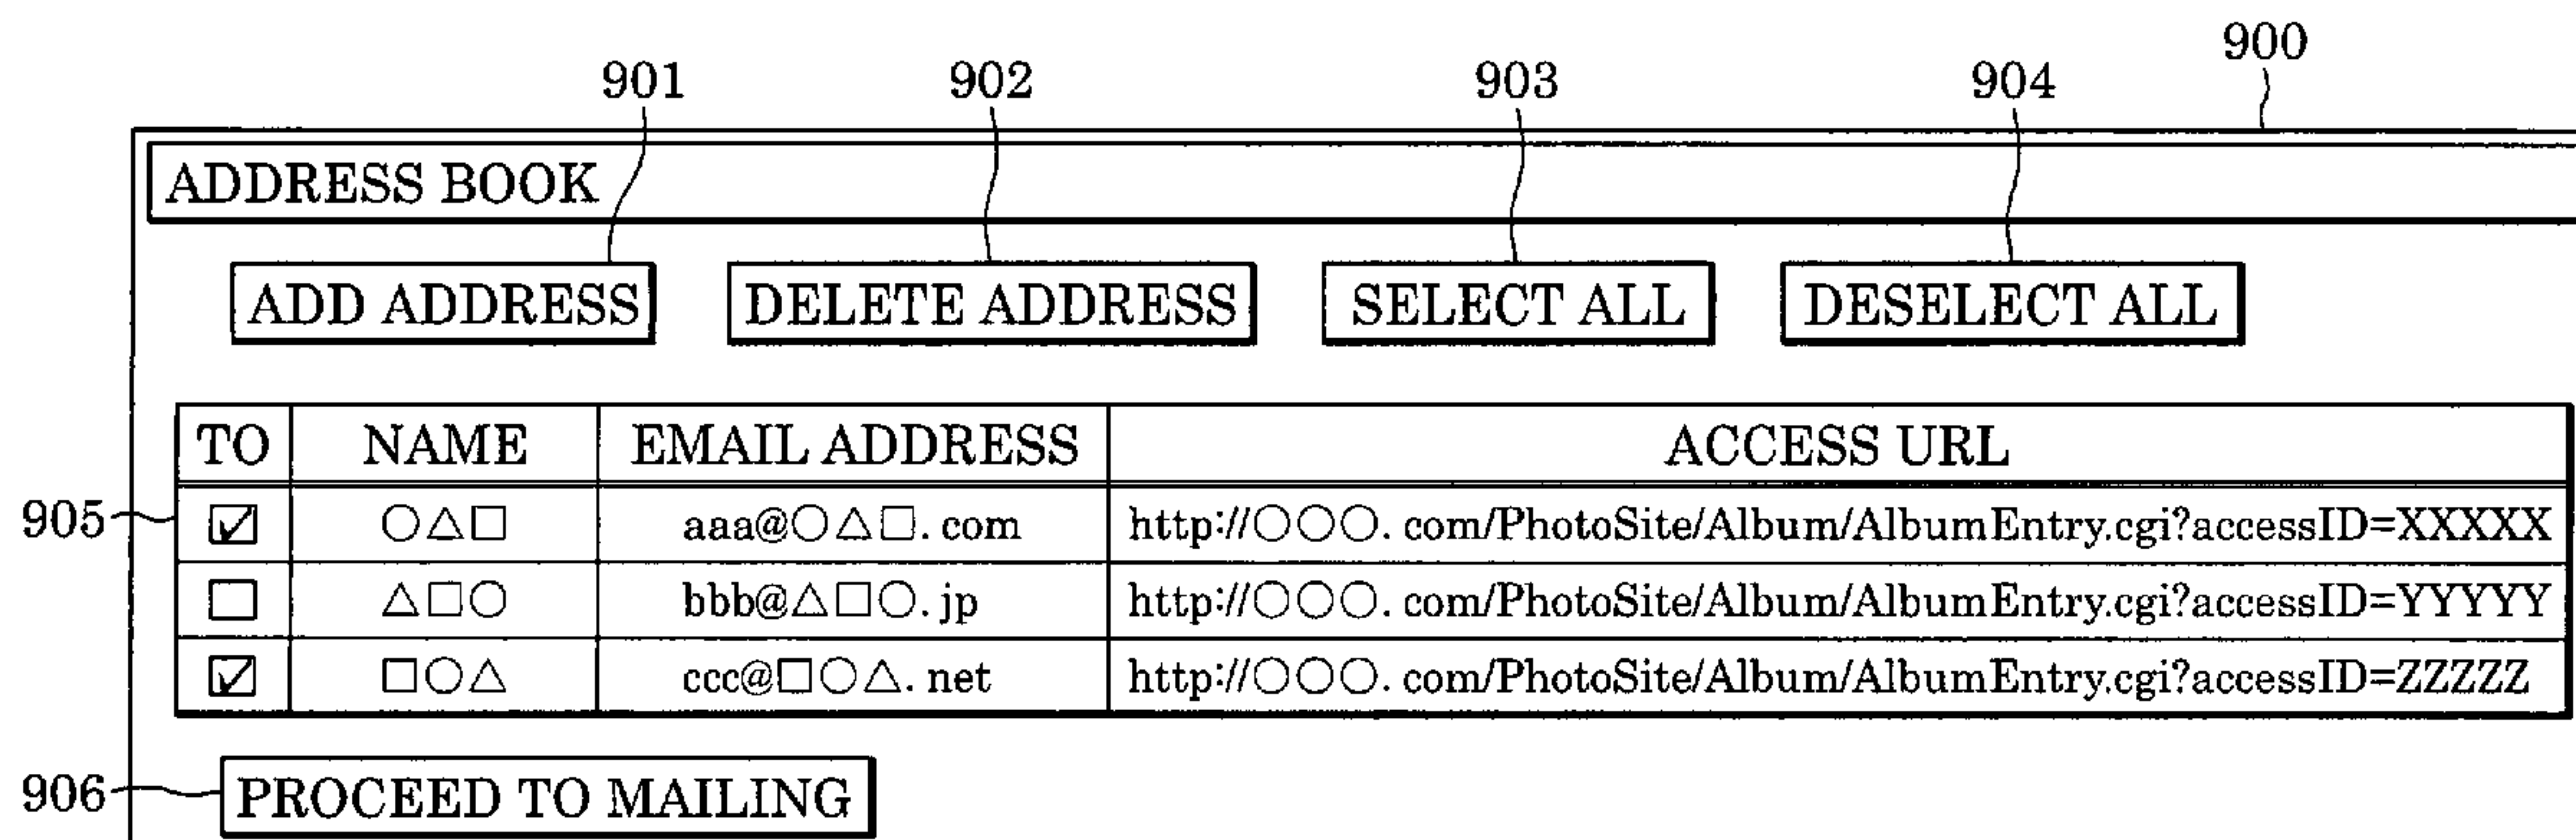 900
901 902 903 904
ADDRESS BOOK
ADD ADDRESS DELETE ADDRESS SELECT ALL DESELECT ALL
TO NAME EMAIL ADDRESS ACCESS URL
905 ☑ ○△□ aaa@○△□. com http://○○○. com/PhotoSite/Album/AlbumEntry.cgi?accessID=XXXXX
☐ △□○ bbb@△□○. jp http://○○○. com/PhotoSite/Album/AlbumEntry.cgi?accessID=YYYYY
☑ □○△ ccc@□○△. net http://○○○. com/PhotoSite/Album/AlbumEntry.cgi?accessID=ZZZZZ
906 PROCEED TO MAILING